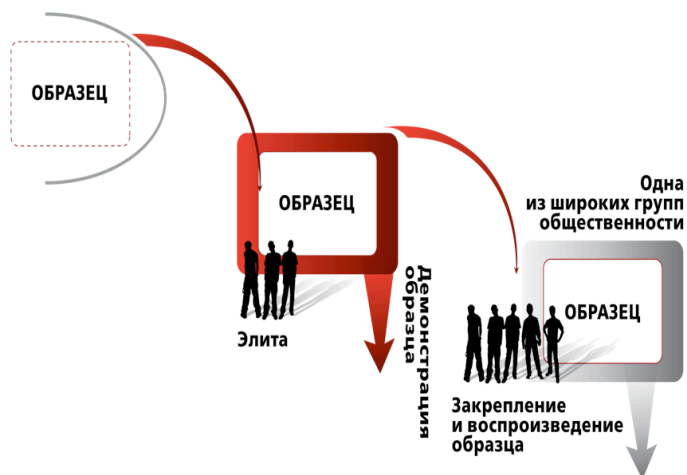 ОБРАЗЕЦ
ОБРАЗЕЦ
Элита
Демонстрация
образца
Одна
из широких групп
общественности
ОБРАЗЕЦ
Закрепление
и воспроизведение
образца